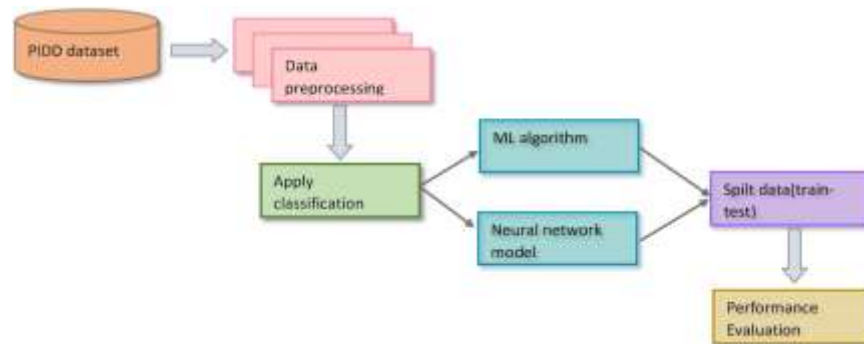 PIDD dataset
Data
preprocessing
ML algorithm
Apply
classification
Spilt data(train-
test)
Neural network
model
Performance
Evaluation